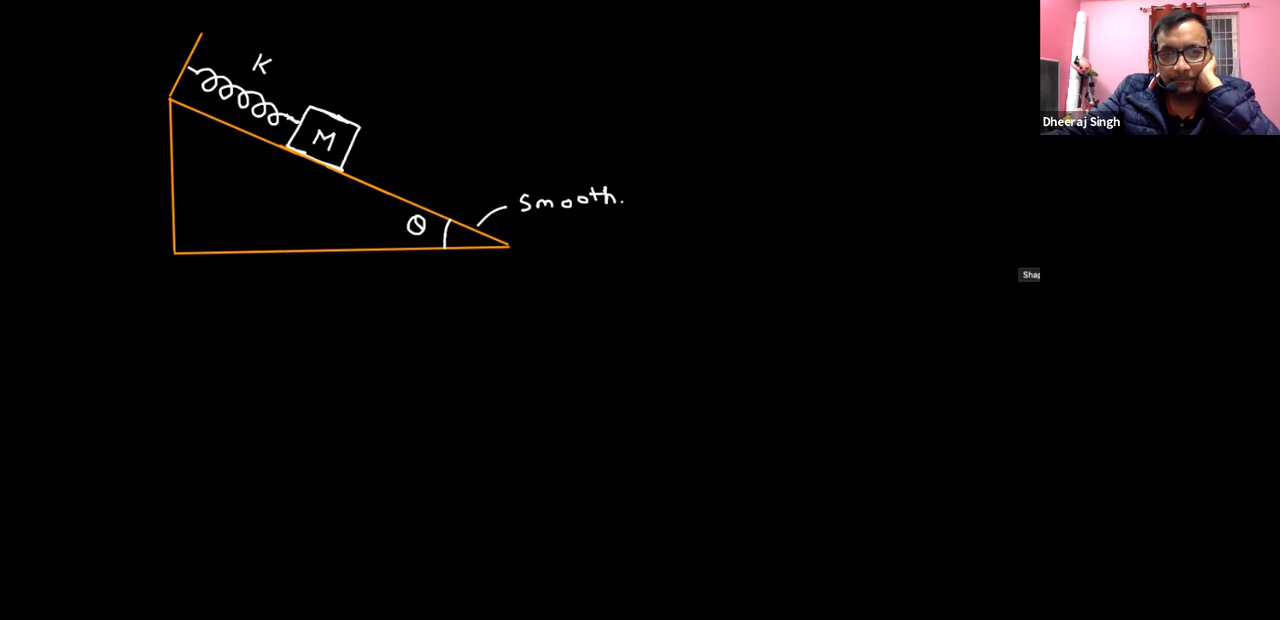 K
M
θ
Smooth.
Dheeraj Singh
Shap